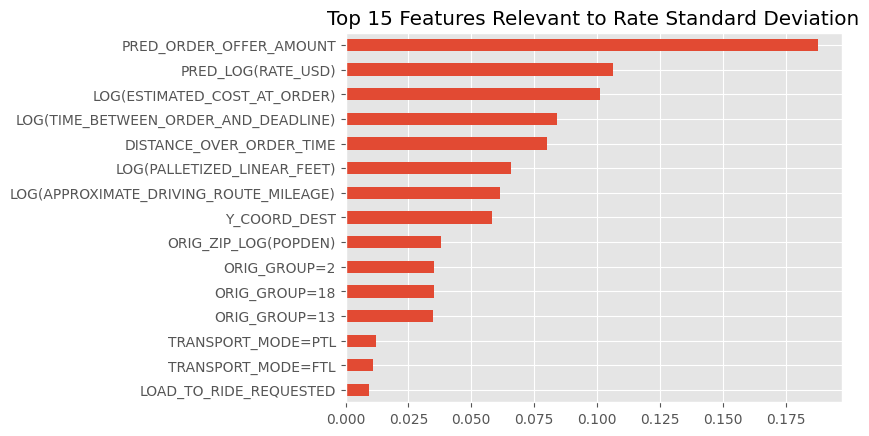 Top 15 Features Relevant to Rate Standard Deviation
PRED_ORDER_OFFER_AMOUNT
PRED_LOG(RATE_USD)
LOG(ESTIMATED_COST_AT_ORDER)
LOG(TIME_BETWEEN_ORDER_AND_DEADLINE)
DISTANCE_OVER_ORDER_TIME
LOG(PALLETIZED_LINEAR_FEET)
LOG(APPROXIMATE_DRIVING_ROUTE_MILEAGE)
Y_COORD_DEST
ORIG_ZIP_LOG(POPDEN)
ORIG_GROUP=2
ORIG_GROUP=18
ORIG_GROUP=13
TRANSPORT_MODE=PTL
TRANSPORT_MODE=FTL
LOAD_TO_RIDE_REQUESTED
0.000 0.025 0.050 0.075 0.100 0.125 0.150 0.175